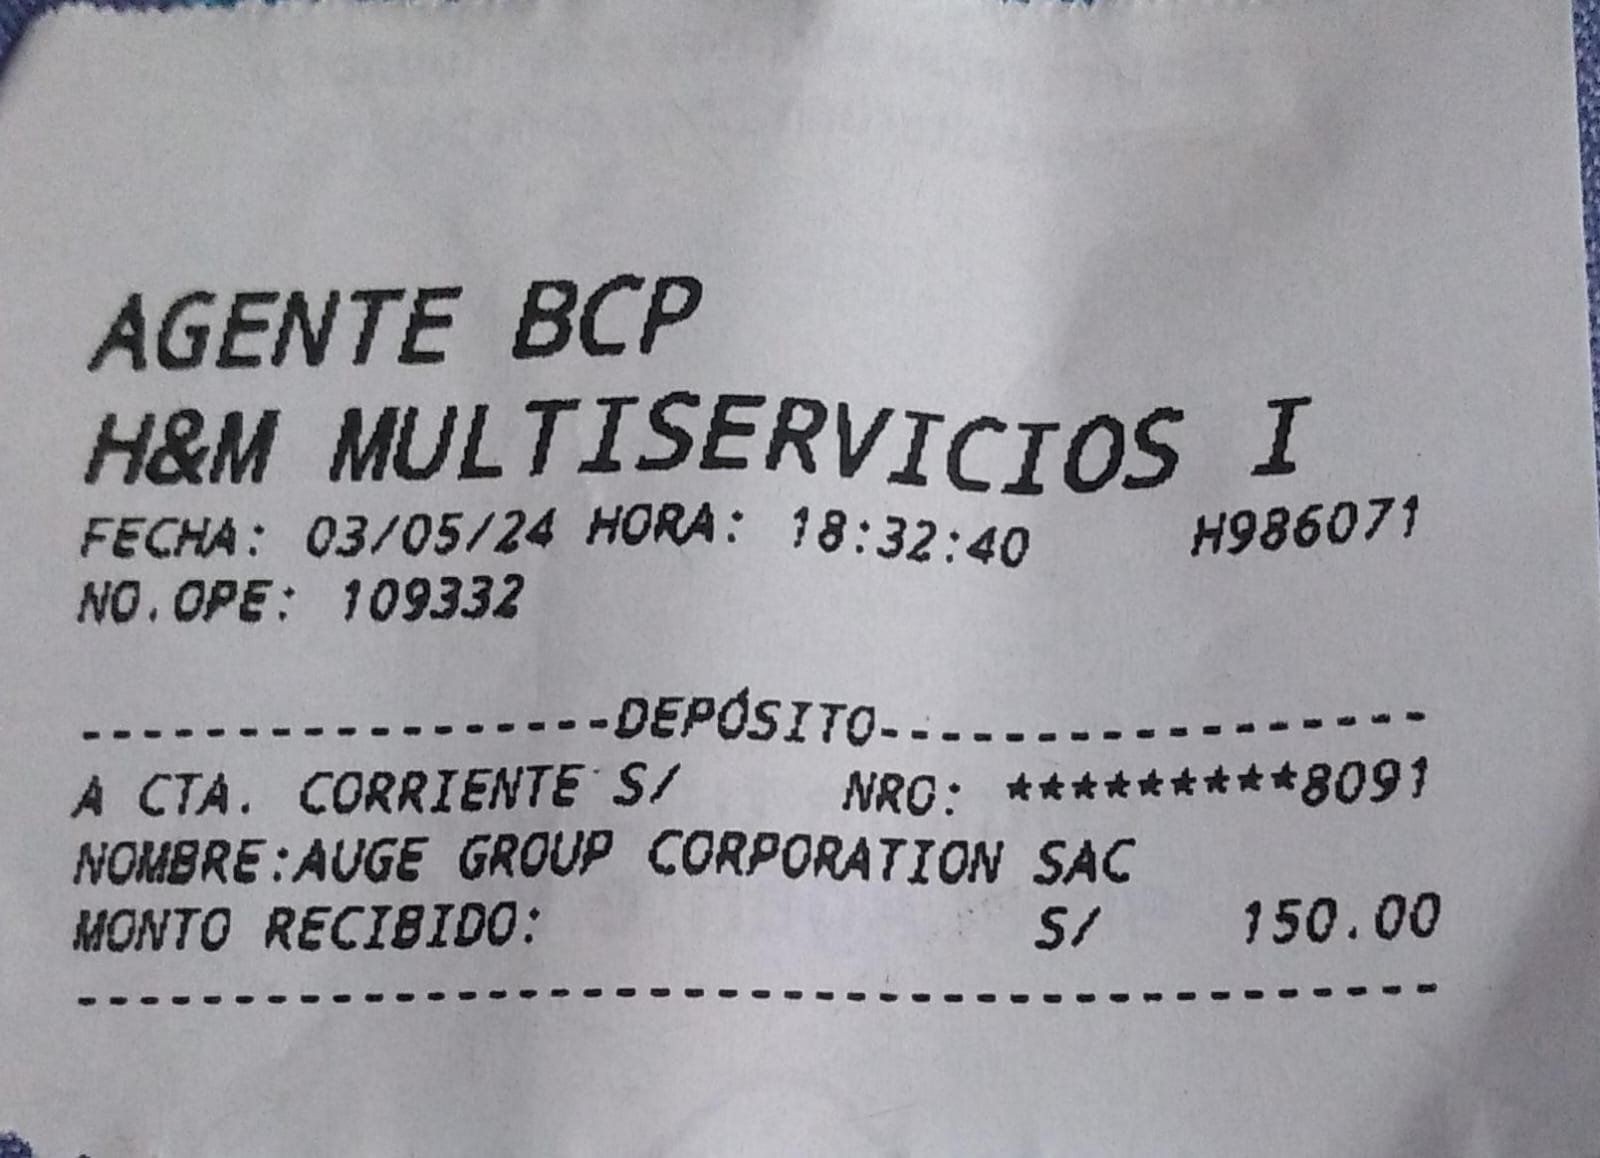 AGENTE BCP
H&M MULTISERVICIOS I
FECHA: 03/05/24 HORA: 18:32:40 H986071
NO.OPE: 109332
-----------------DEPÓSITO------------------
A CTA. CORRIENTE S/ NRO: *********8091
NOMBRE:AUGE GROUP CORPORATION SAC
MONTO RECIBIDO: S/ 150.00